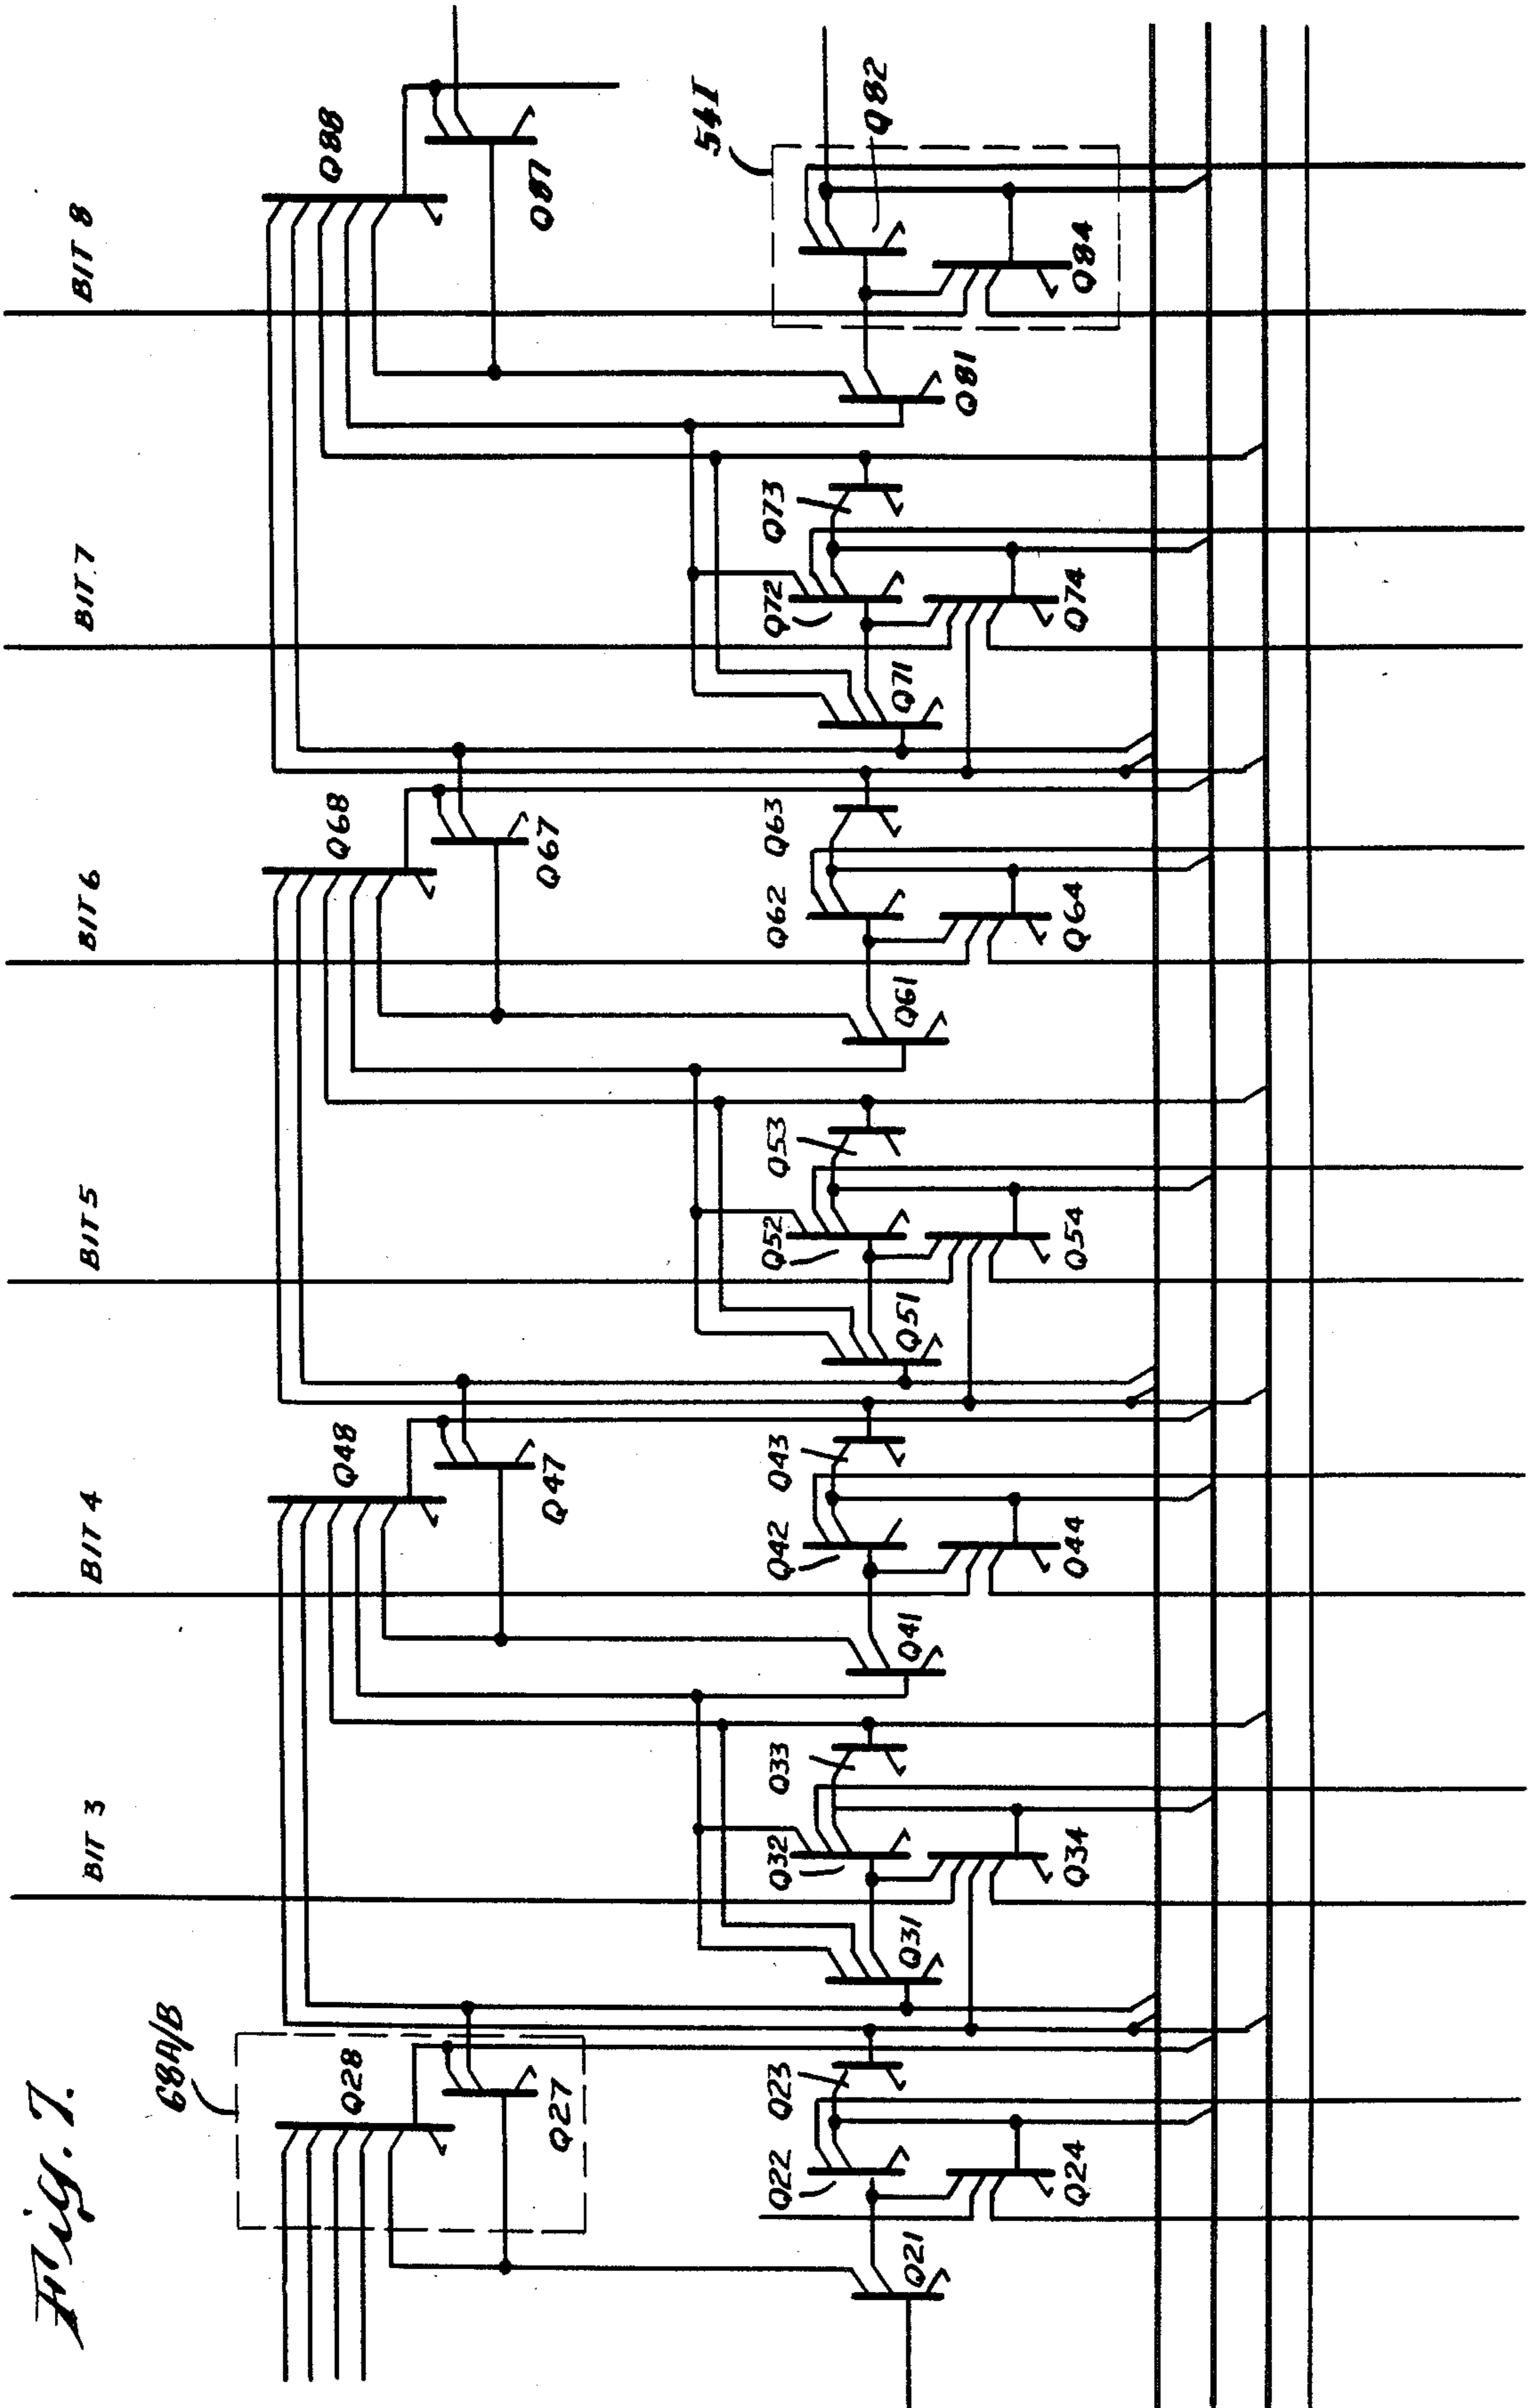 Fig. 7.
BIT 3
BIT 4
BIT 5
BIT 6
BIT 7
BIT 8
68A/B
Q28
Q27
Q48
Q47
Q68
Q67
Q88
Q87
54I
Q21
Q22
Q23
Q24
Q31
Q32
Q33
Q34
Q41
Q42
Q43
Q44
Q51
Q52
Q53
Q54
Q61
Q62
Q63
Q64
Q71
Q72
Q73
Q74
Q81
Q82
Q84